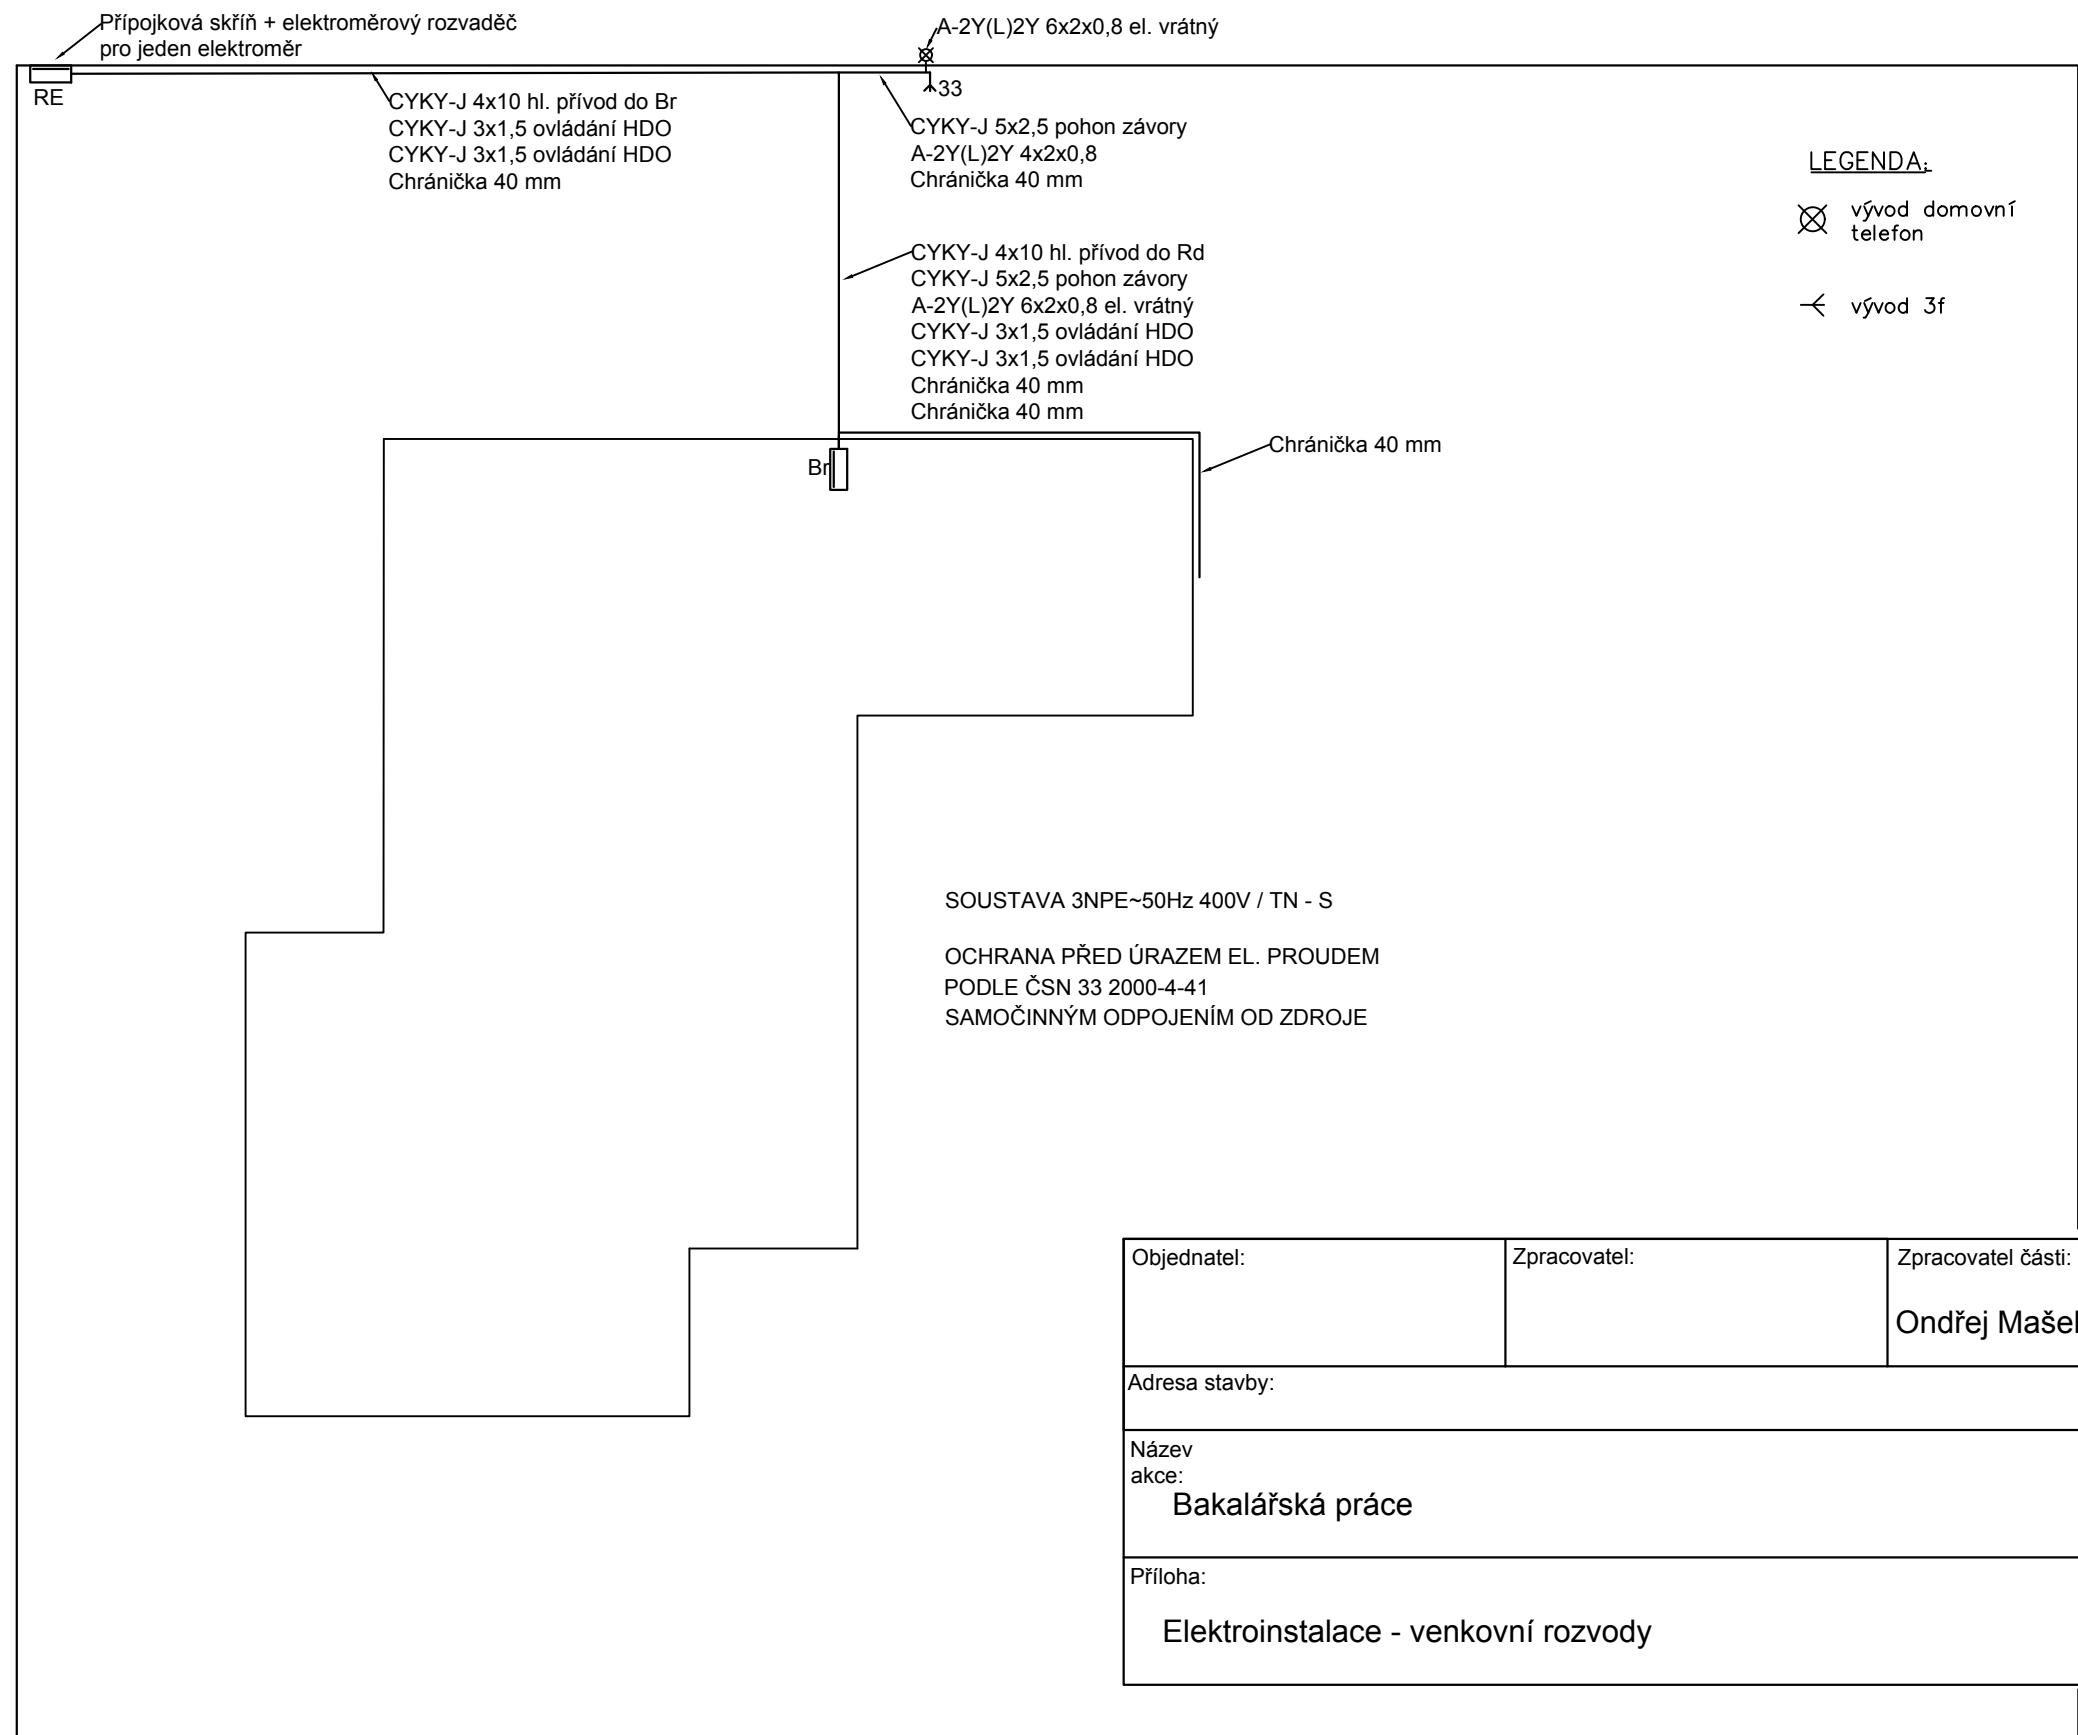 Přípojková skříň + elektroměrový rozvaděč
pro jeden elektroměr
A-2Y(L)2Y 6x2x0,8 el. vrátný
RE
33
CYKY-J 4x10 hl. přívod do Br
CYKY-J 3x1,5 ovládání HDO
CYKY-J 3x1,5 ovládání HDO
Chránička 40 mm
CYKY-J 5x2,5 pohon závory
A-2Y(L)2Y 4x2x0,8
Chránička 40 mm
LEGENDA:
vývod domovní
telefon
vývod 3f
CYKY-J 4x10 hl. přívod do Rd
CYKY-J 5x2,5 pohon závory
A-2Y(L)2Y 6x2x0,8 el. vrátný
CYKY-J 3x1,5 ovládání HDO
CYKY-J 3x1,5 ovládání HDO
Chránička 40 mm
Chránička 40 mm
Chránička 40 mm
Br
SOUSTAVA 3NPE~50Hz 400V / TN - S
OCHRANA PŘED ÚRAZEM EL. PROUDEM
PODLE ČSN 33 2000-4-41
SAMOČINNÝM ODPOJENÍM OD ZDROJE
Objednatel:
Zpracovatel:
Zpracovatel části:
Ondřej
Adresa stavby:
Název
akce:
Bakalářská práce
Příloha:
Elektroinstalace - venkovní rozvody